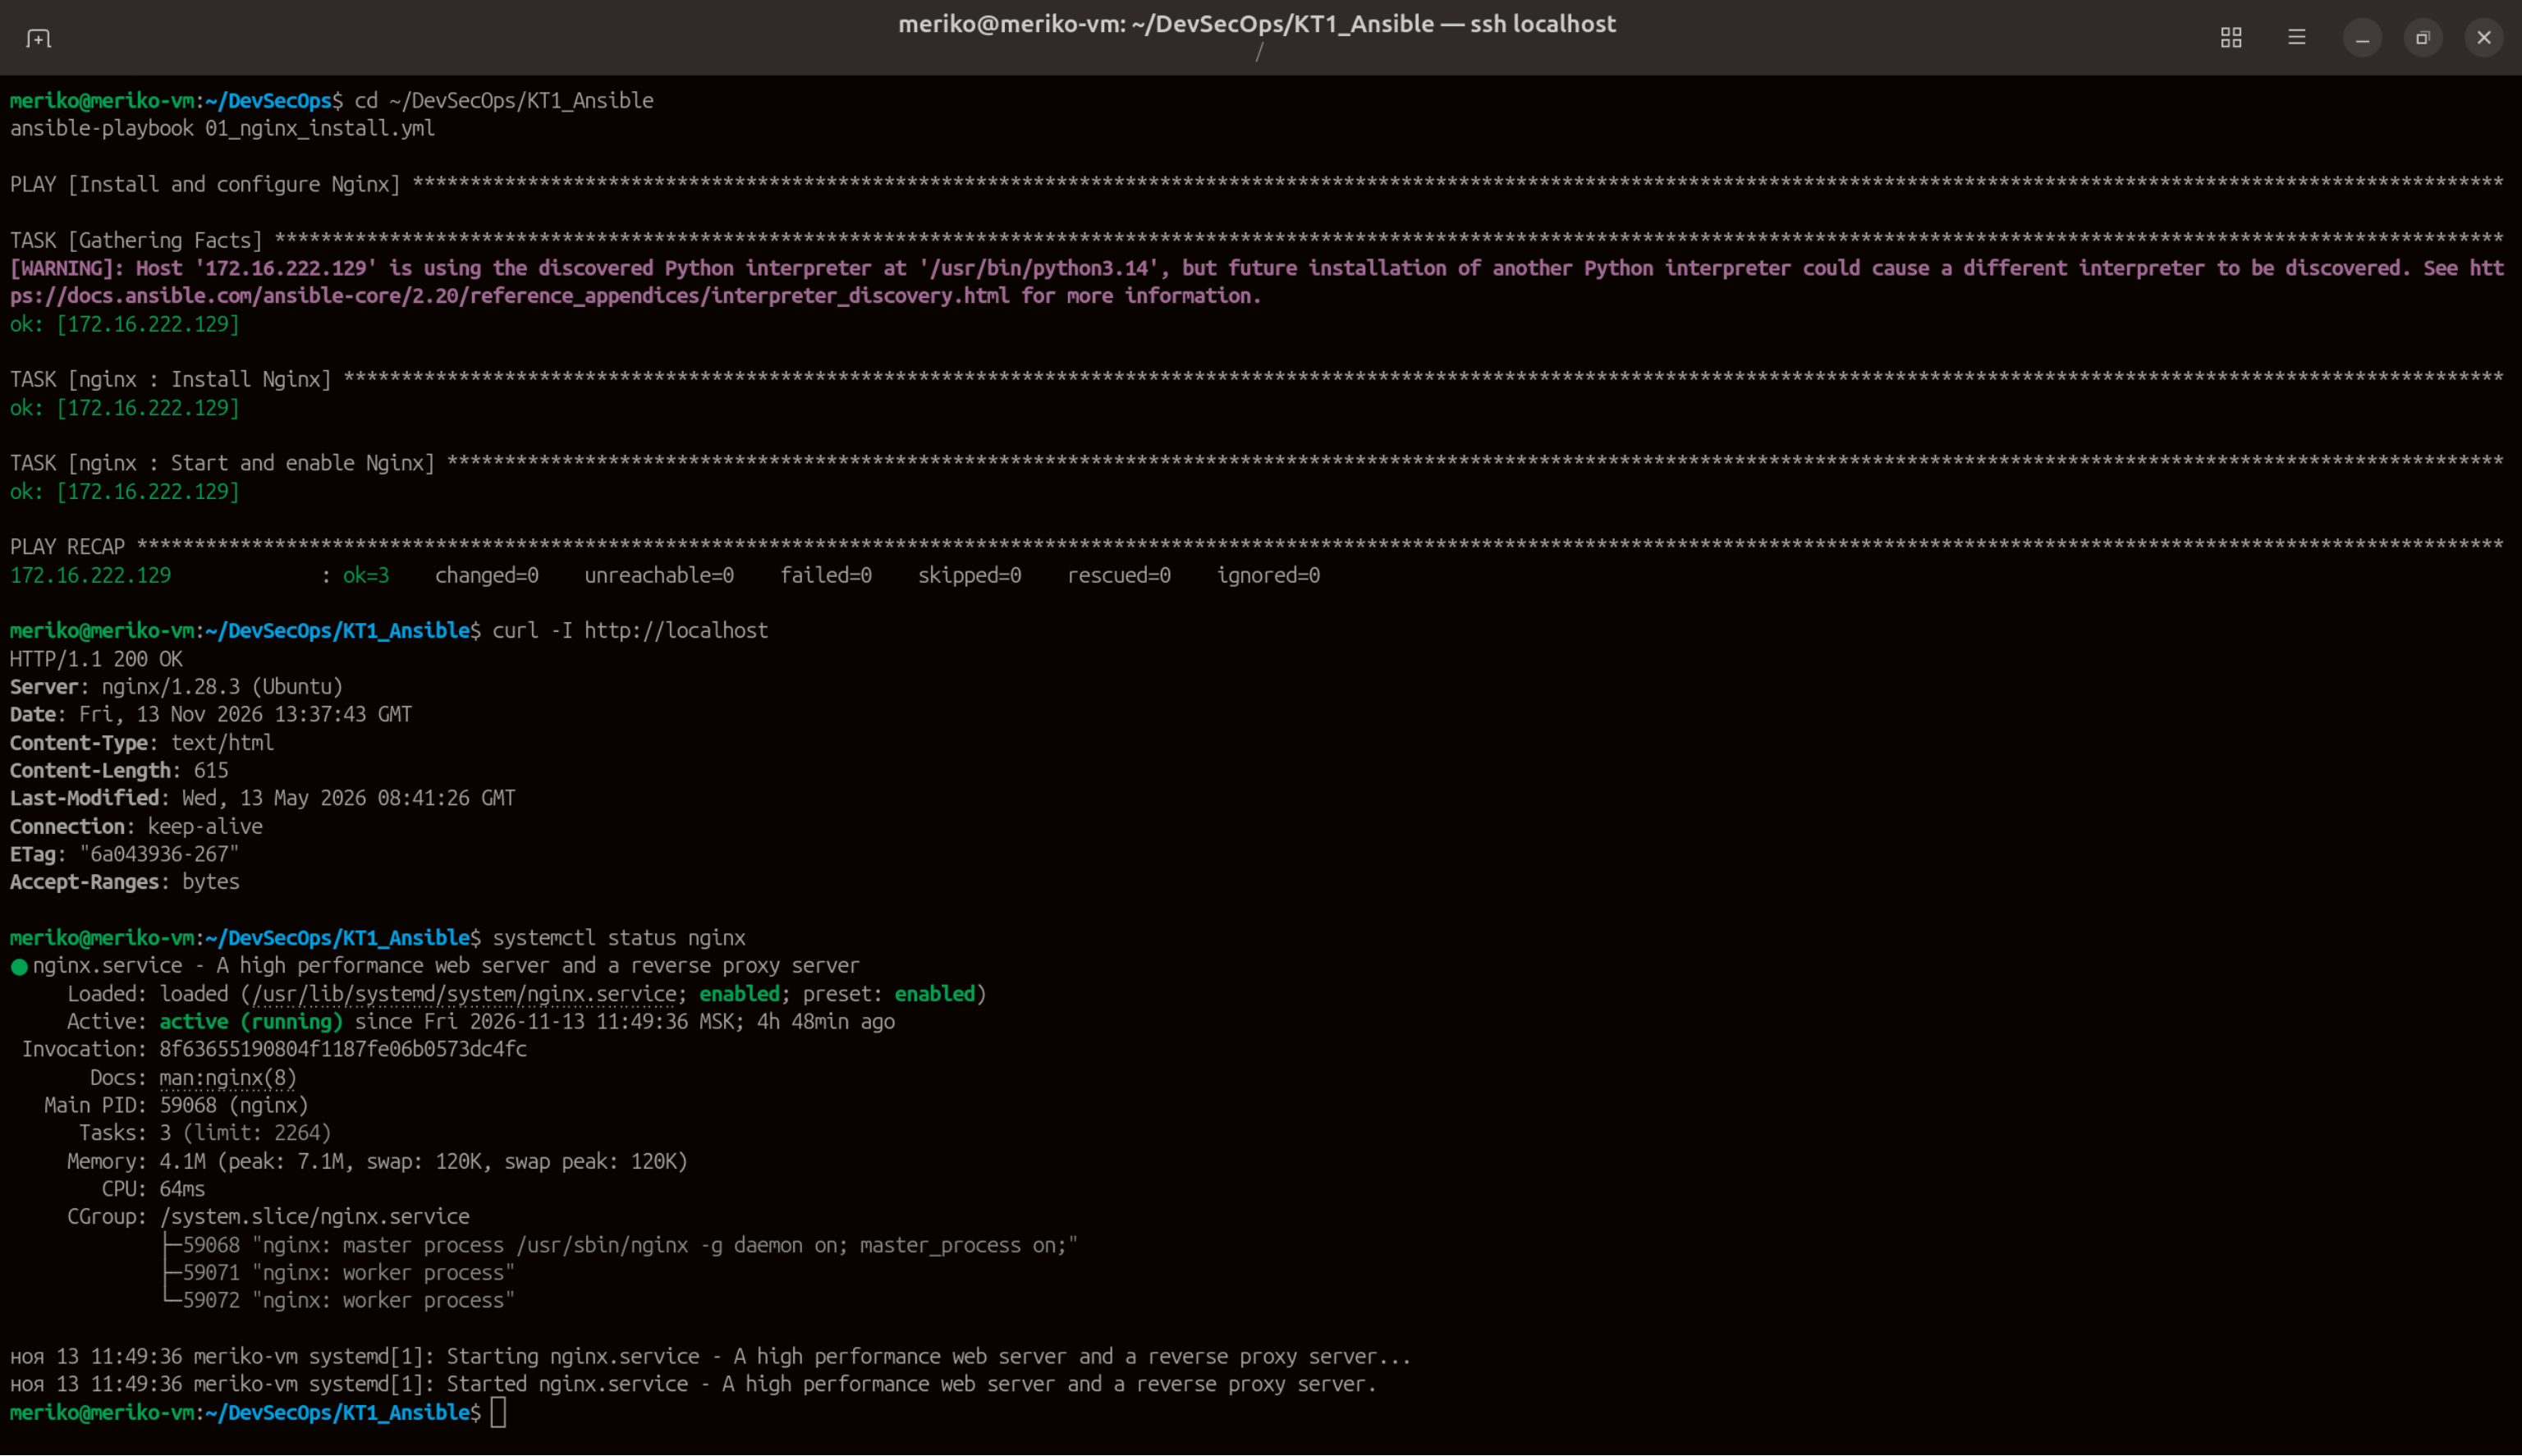 meriko@meriko-vm: ~/DevSecOps/KT1_Ansible — ssh localhost
/
meriko@meriko-vm:~/DevSecOps$ cd ~/DevSecOps/KT1_Ansible
ansible-playbook 01_nginx_install.yml
PLAY [Install and configure Nginx] **************************************************************************************************************************************************************************************
TASK [Gathering Facts] **************************************************************************************************************************************************************************************************
[WARNING]: Host '172.16.222.129' is using the discovered Python interpreter at '/usr/bin/python3.14', but future installation of another Python interpreter could cause a different interpreter to be discovered. See htt
ps://docs.ansible.com/ansible-core/2.20/reference_appendices/interpreter_discovery.html for more information.
ok: [172.16.222.129]
TASK [nginx : Install Nginx] ********************************************************************************************************************************************************************************************
ok: [172.16.222.129]
TASK [nginx : Start and enable Nginx] ***********************************************************************************************************************************************************************************
ok: [172.16.222.129]
PLAY RECAP **************************************************************************************************************************************************************************************************************
172.16.222.129             : ok=3    changed=0    unreachable=0    failed=0    skipped=0    rescued=0    ignored=0
meriko@meriko-vm:~/DevSecOps/KT1_Ansible$ curl -I http://localhost
HTTP/1.1 200 OK
Server: nginx/1.28.3 (Ubuntu)
Date: Fri, 13 Nov 2026 13:37:43 GMT
Content-Type: text/html
Content-Length: 615
Last-Modified: Wed, 13 May 2026 08:41:26 GMT
Connection: keep-alive
ETag: "6a043936-267"
Accept-Ranges: bytes
meriko@meriko-vm:~/DevSecOps/KT1_Ansible$ systemctl status nginx
● nginx.service - A high performance web server and a reverse proxy server
     Loaded: loaded (/usr/lib/systemd/system/nginx.service; enabled; preset: enabled)
     Active: active (running) since Fri 2026-11-13 11:49:36 MSK; 4h 48min ago
 Invocation: 8f63655190804f1187fe06b0573dc4fc
       Docs: man:nginx(8)
   Main PID: 59068 (nginx)
      Tasks: 3 (limit: 2264)
     Memory: 4.1M (peak: 7.1M, swap: 120K, swap peak: 120K)
        CPU: 64ms
     CGroup: /system.slice/nginx.service
             ├─59068 "nginx: master process /usr/sbin/nginx -g daemon on; master_process on;"
             ├─59071 "nginx: worker process"
             └─59072 "nginx: worker process"
ноя 13 11:49:36 meriko-vm systemd[1]: Starting nginx.service - A high performance web server and a reverse proxy server...
ноя 13 11:49:36 meriko-vm systemd[1]: Started nginx.service - A high performance web server and a reverse proxy server.
meriko@meriko-vm:~/DevSecOps/KT1_Ansible$